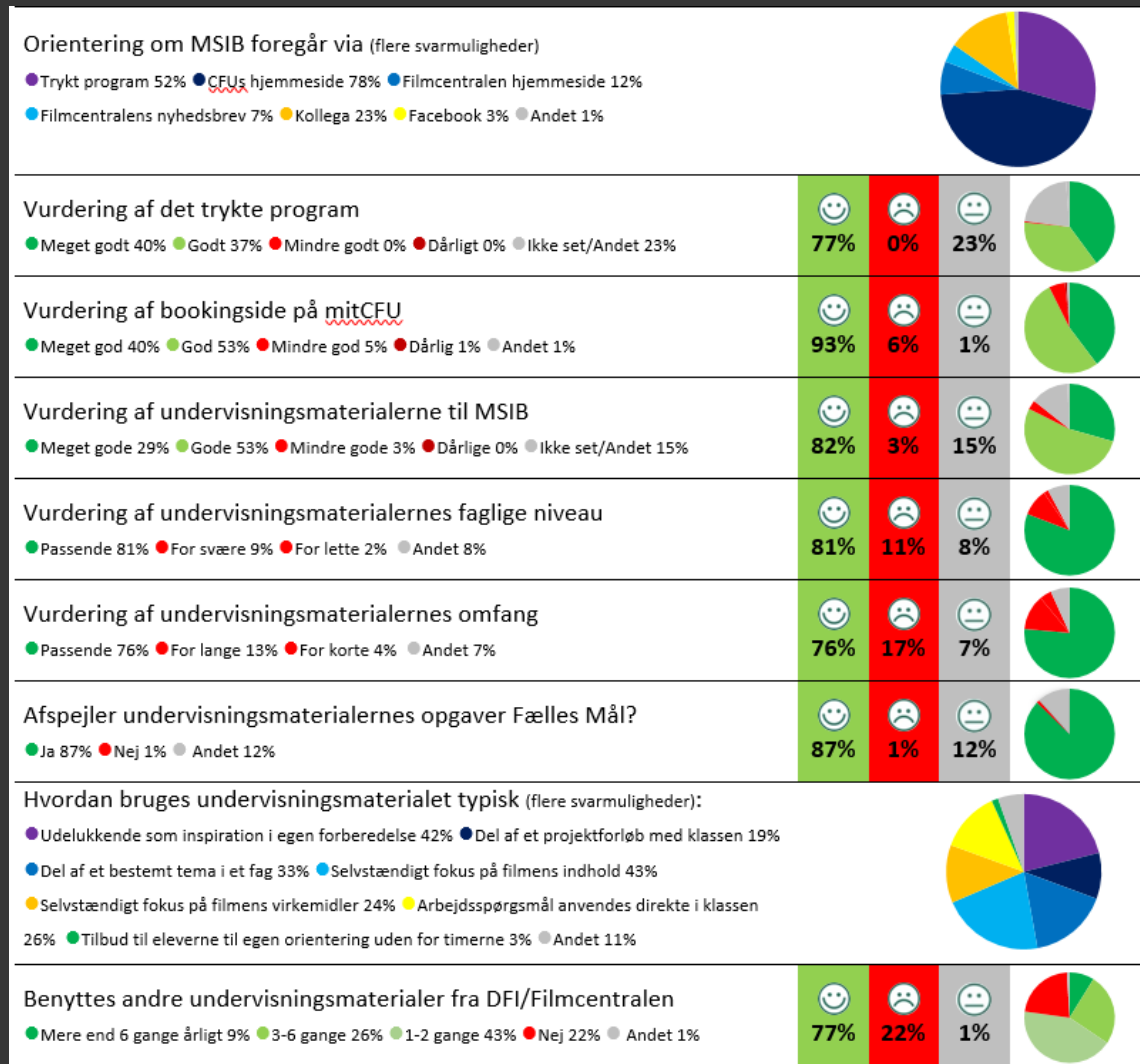 Orientering om MSIB foregår via (flere svarmuligheder)
Trykt program 52% CFUs hjemmeside 78% Filmcentralen hjemmeside 12%
Filmcentralens nyhedsbrev 7% Kollega 23% Facebook 3% Andet 1%
Vurdering af det trykte program
Meget godt 40% Godt 37% Mindre godt 0% Dårligt 0% Ikke set/Andet 23%
77% 0% 23%
Vurdering af bookingside på mitCFU
Meget god 40% God 53% Mindre god 5% Dårlig 1% Andet 1%
93% 6% 1%
Vurdering af undervisningsmaterialerne til MSIB
Meget gode 29% Gode 53% Mindre gode 3% Dårlige 0% Ikke set/Andet 15%
82% 3% 15%
Vurdering af undervisningsmaterialernes faglige niveau
Passende 81% For svære 9% For lette 2% Andet 8%
81% 11% 8%
Vurdering af undervisningsmaterialernes omfang
Passende 76% For lange 13% For korte 4% Andet 7%
76% 17% 7%
Afspejler undervisningsmaterialernes opgaver Fælles Mål?
Ja 87% Nej 1% Andet 12%
87% 1% 12%
Hvordan bruges undervisningsmaterialet typisk (flere svarmuligheder):
Udelukkende som inspiration i egen forberedelse 42% Del af et projektforløb med klassen 19%
Del af et bestemt tema i et fag 33% Selvstændigt fokus på filmens indhold 43%
Selvstændigt fokus på filmens virkemidler 24% Arbejdsspørgsmål anvendes direkte i klassen
26% Tilbud til eleverne til egen orientering uden for timerne 3% Andet 11%
Benyttes andre undervisningsmaterialer fra DFI/Filmcentralen
Mere end 6 gange årligt 9% 3-6 gange 26% 1-2 gange 43% Nej 22% Andet 1%
77% 22% 1%